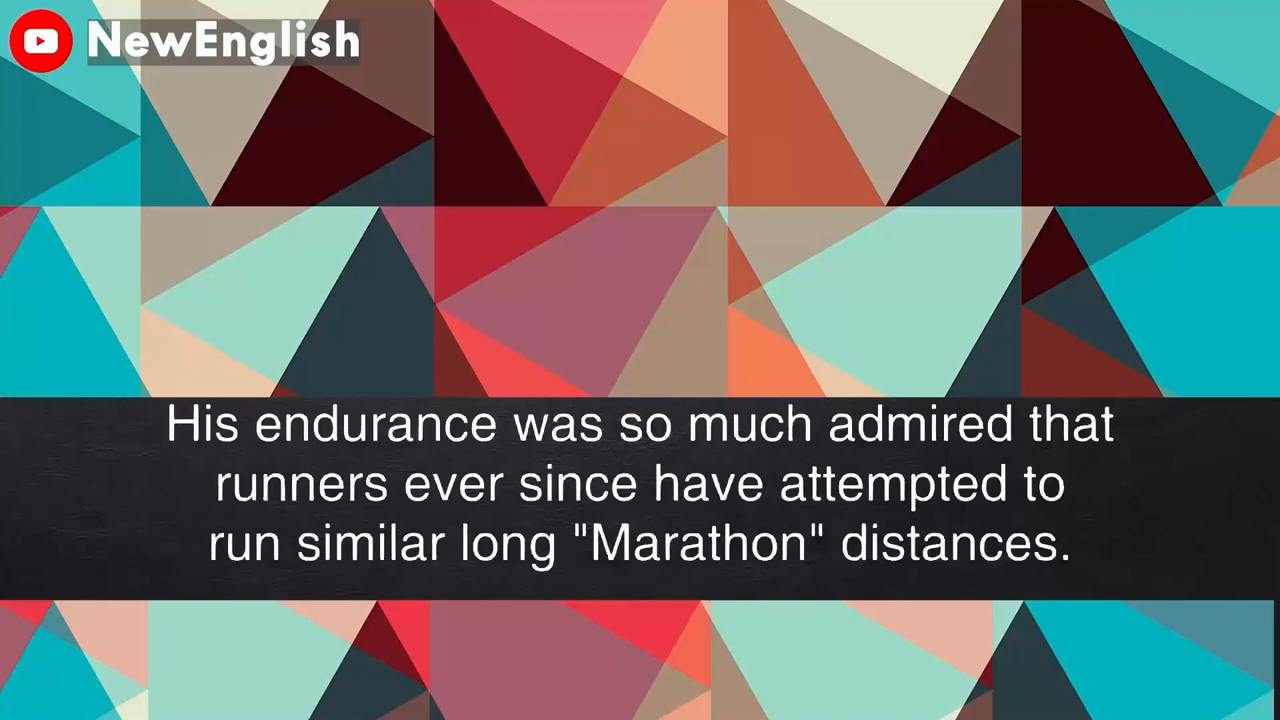 NewEnglish
His endurance was so much admired that
runners ever since have attempted to
run similar long "Marathon" distances.